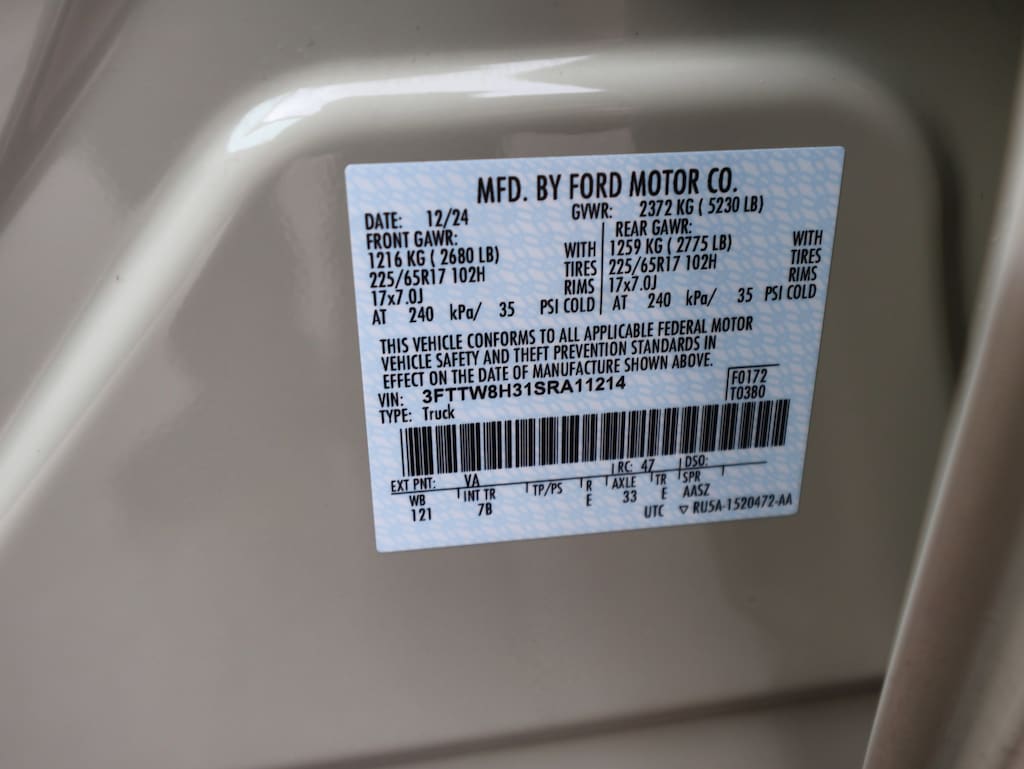 MFD. BY FORD MOTOR CO.
DATE: 12/24 GVWR: 2372 KG ( 5230 LB)
FRONT GAWR: REAR GAWR:
1216 KG ( 2680 LB) WITH 1259 KG ( 2775 LB) WITH
225/65R17 102H TIRES 225/65R17 102H TIRES
17x7.0J RIMS 17x7.0J RIMS
AT 240 kPa/ 35 PSI COLD AT 240 kPa/ 35 PSI COLD
THIS VEHICLE CONFORMS TO ALL APPLICABLE FEDERAL MOTOR
VEHICLE SAFETY AND THEFT PREVENTION STANDARDS IN
EFFECT ON THE DATE OF MANUFACTURE SHOWN ABOVE.
VIN: 3FTTW8H31SRA11214 F0172
TYPE: Truck T0380
EXT PNT: VA RC: 47 DSO:
WB INT TR TP/PS R E AXLE TR E SPR
121 7B 33 AASZ
UTC ▽ RU5A-1520472-AA